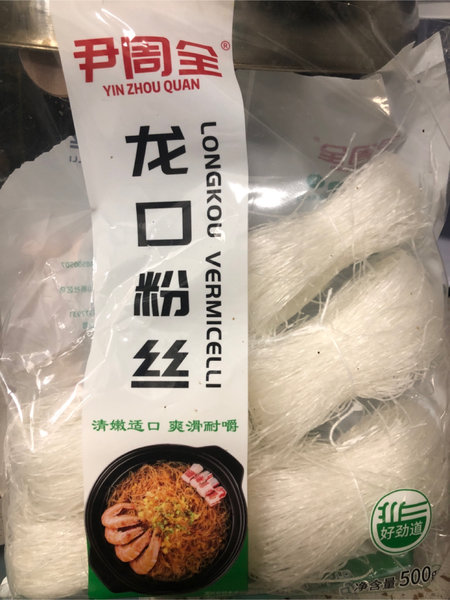 尹周全®
YIN ZHOU QUAN
龙口粉丝
LONGKOU VERMICELLI
清嫩适口 爽滑耐嚼
好劲道
净含量 500g